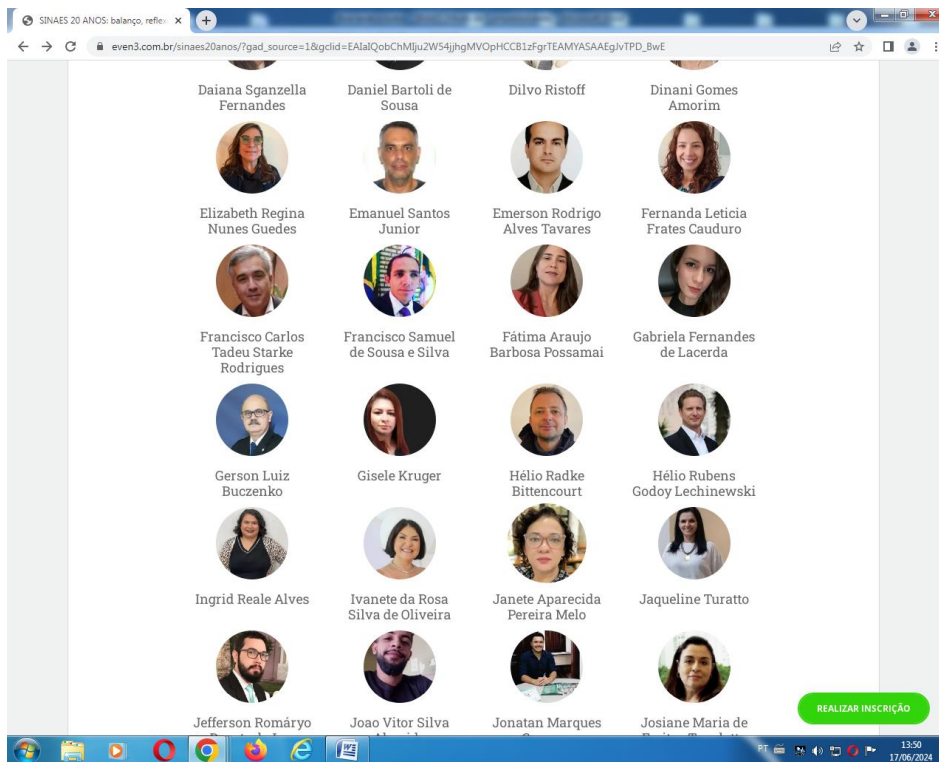 SINAES 20 ANOS: balanço, reflex
even3.com.br/sinaes20anos/?gad_source=1&gclid=EAIaIQobChMIju2W54jjhgMVOpHCCB1zFgrTEAMYASAAEgJvTPD_BwE
Daiana Sganzella
Fernandes
Daniel Bartoli de
Sousa
Dilvo Ristoff
Dinani Gomes
Amorim
Elizabeth Regina
Nunes Guedes
Emanuel Santos
Junior
Emerson Rodrigo
Alves Tavares
Fernanda Leticia
Frates Cauduro
Francisco Carlos
Tadeu Starke
Rodrigues
Francisco Samuel
de Sousa e Silva
Fátima Araujo
Barbosa Possamai
Gabriela Fernandes
de Lacerda
Gerson Luiz
Buczenko
Gisele Kruger
Hélio Radke
Bittencourt
Hélio Rubens
Godoy Lechinewski
Ingrid Reale Alves
Ivanete da Rosa
Silva de Oliveira
Janete Aparecida
Pereira Melo
Jaqueline Turatto
Jefferson Romáryo
Joao Vitor Silva
Jonatan Marques
Josiane Maria de
REALIZAR INSCRIÇÃO
PT
13:50
17/06/2024